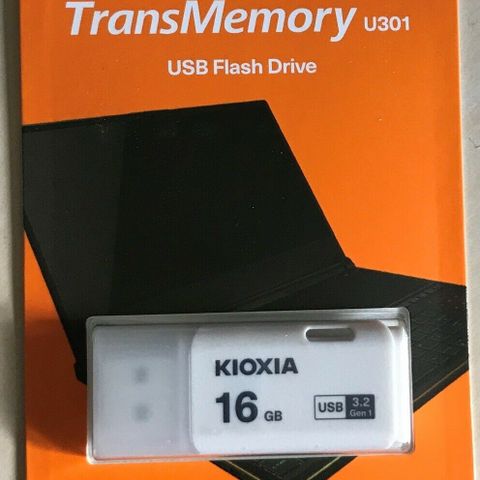 TransMemory U301
USB Flash Drive
KIOXIA
16 GB
USB 3.2
Gen 1